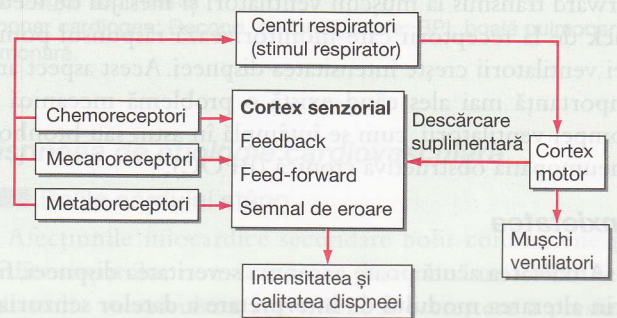 Centri respiratori
(stimul respirator)
Chemoreceptori
Mecanoreceptori
Metaboreceptori
Cortex senzorial
Feedback
Feed-forward
Semnal de eroare
Descărcare
suplimentară
Cortex
motor
Mușchi
ventilatori
Intensitatea și
calitatea dispneei